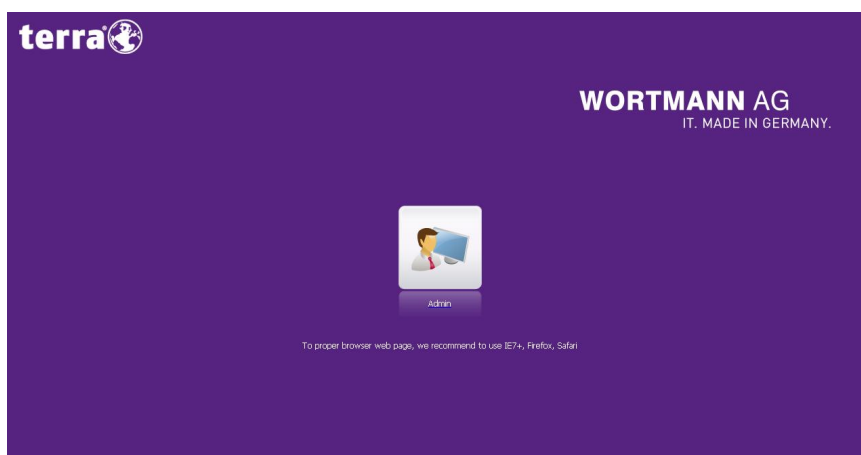 terra
WORTMANN AG
IT. MADE IN GERMANY.
Admin
To proper browser web page, we recommend to use IE7+, Firefox, Safari